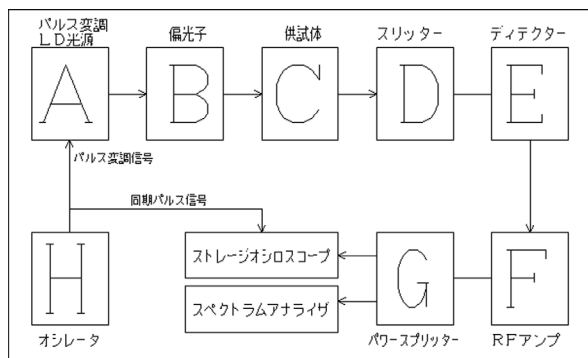 パルス変調
LD光源
偏光子
供試体
スリッター
ディテクター
A
B
C
D
E
パルス変調信号
同期パルス信号
H
ストレージオシロスコープ
スペクトラムアナライザ
G
F
オシレータ
パワースプリッター
RFアンプ